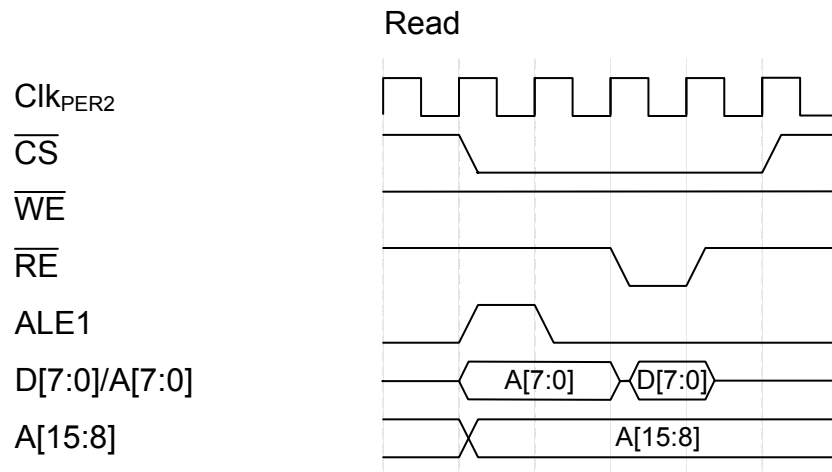 Read
ClkPER2
CS
WE
RE
ALE1
D[7:0]/A[7:0] A[7:0] D[7:0]
A[15:8] A[15:8]